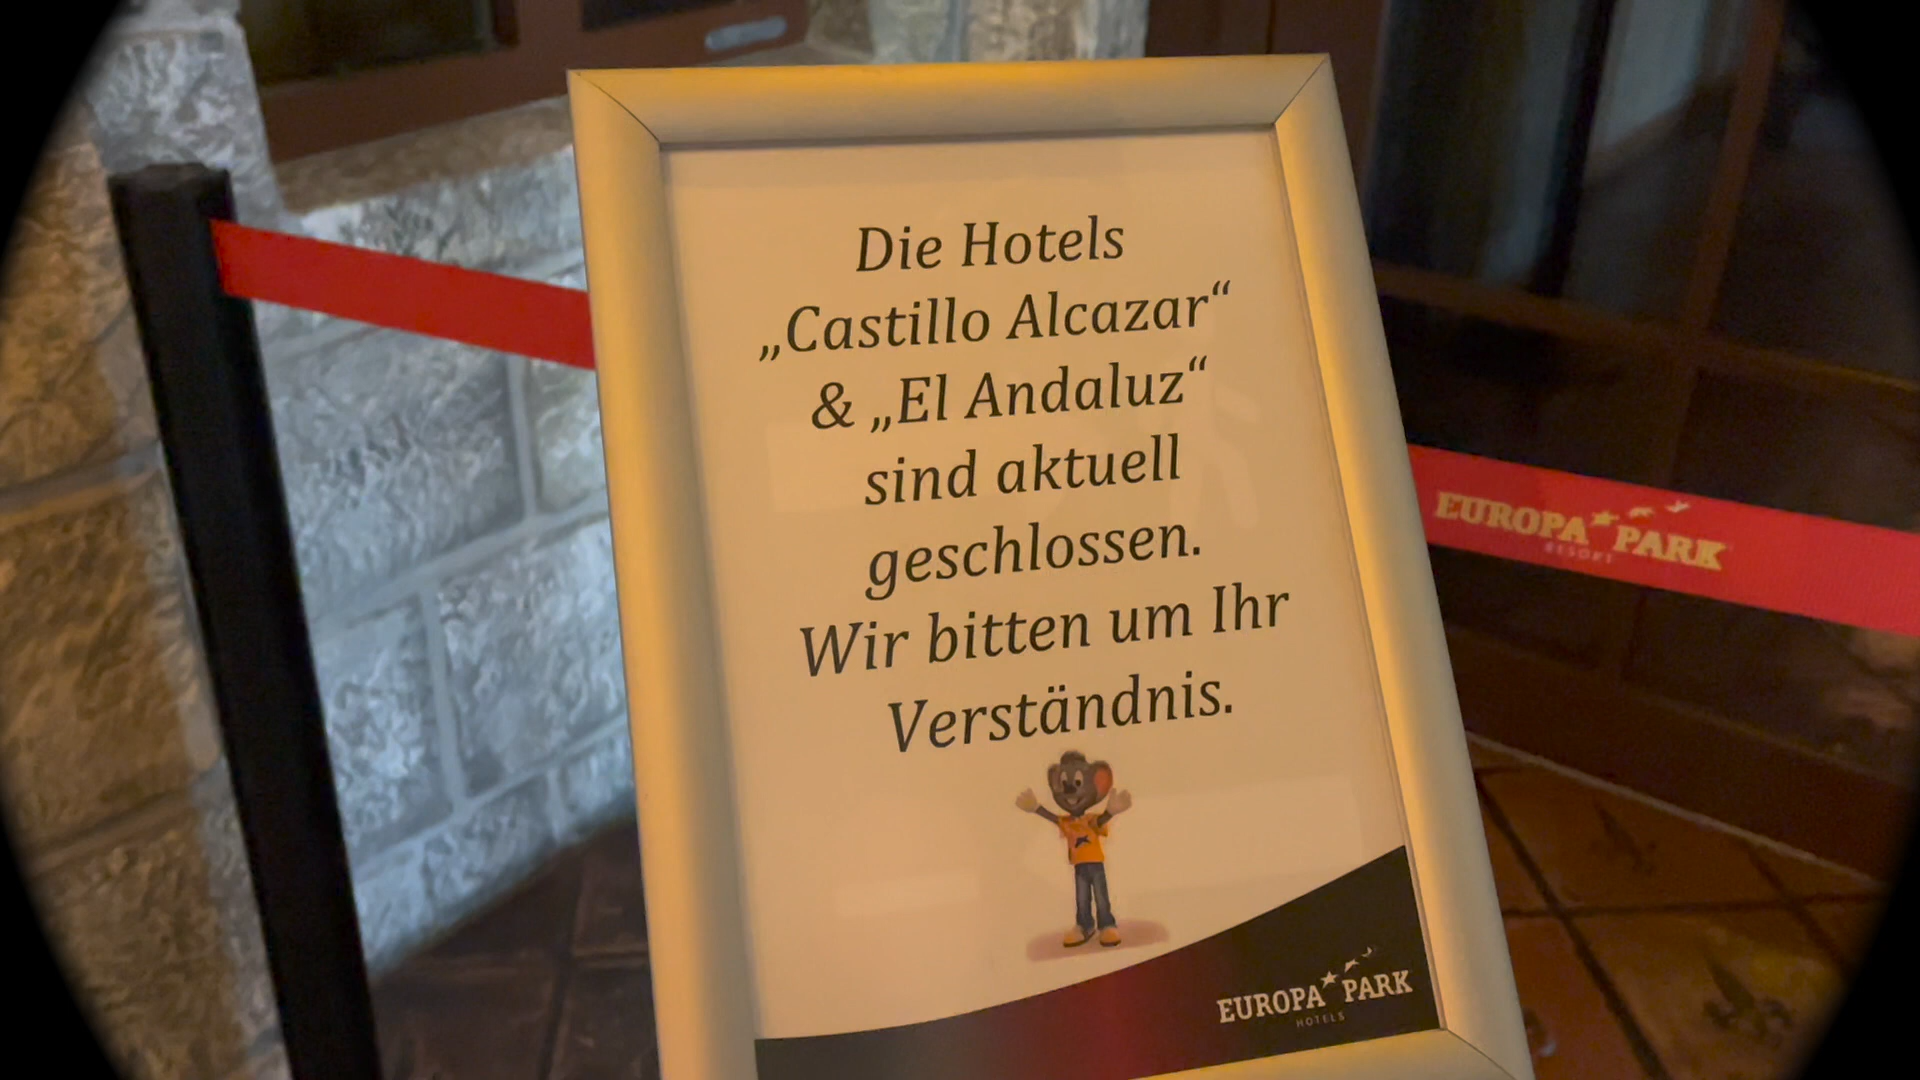 Die Hotels
„Castillo Alcazar“
& „El Andaluz“
sind aktuell
geschlossen.
Wir bitten um Ihr
Verständnis.
EUROPA PARK
RESORT
EUROPA PARK
HOTELS